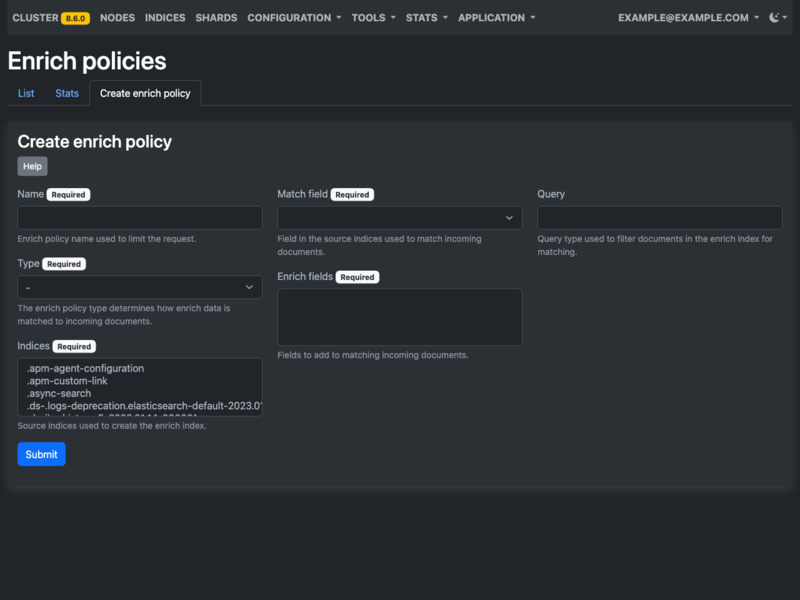 CLUSTER 8.6.0 NODES INDICES SHARDS CONFIGURATION TOOLS STATS APPLICATION EXAMPLE@EXAMPLE.COM
Enrich policies
List Stats Create enrich policy
Create enrich policy
Help
Name Required
Enrich policy name used to limit the request.
Type Required
-
The enrich policy type determines how enrich data is
matched to incoming documents.
Indices Required
.apm-agent-configuration
.apm-custom-link
.async-search
.ds-.logs-deprecation.elasticsearch-default-2023.01
Source indices used to create the enrich index.
Submit
Match field Required
Field in the source indices used to match incoming
documents.
Enrich fields Required
Fields to add to matching incoming documents.
Query
Query type used to filter documents in the enrich index for
matching.